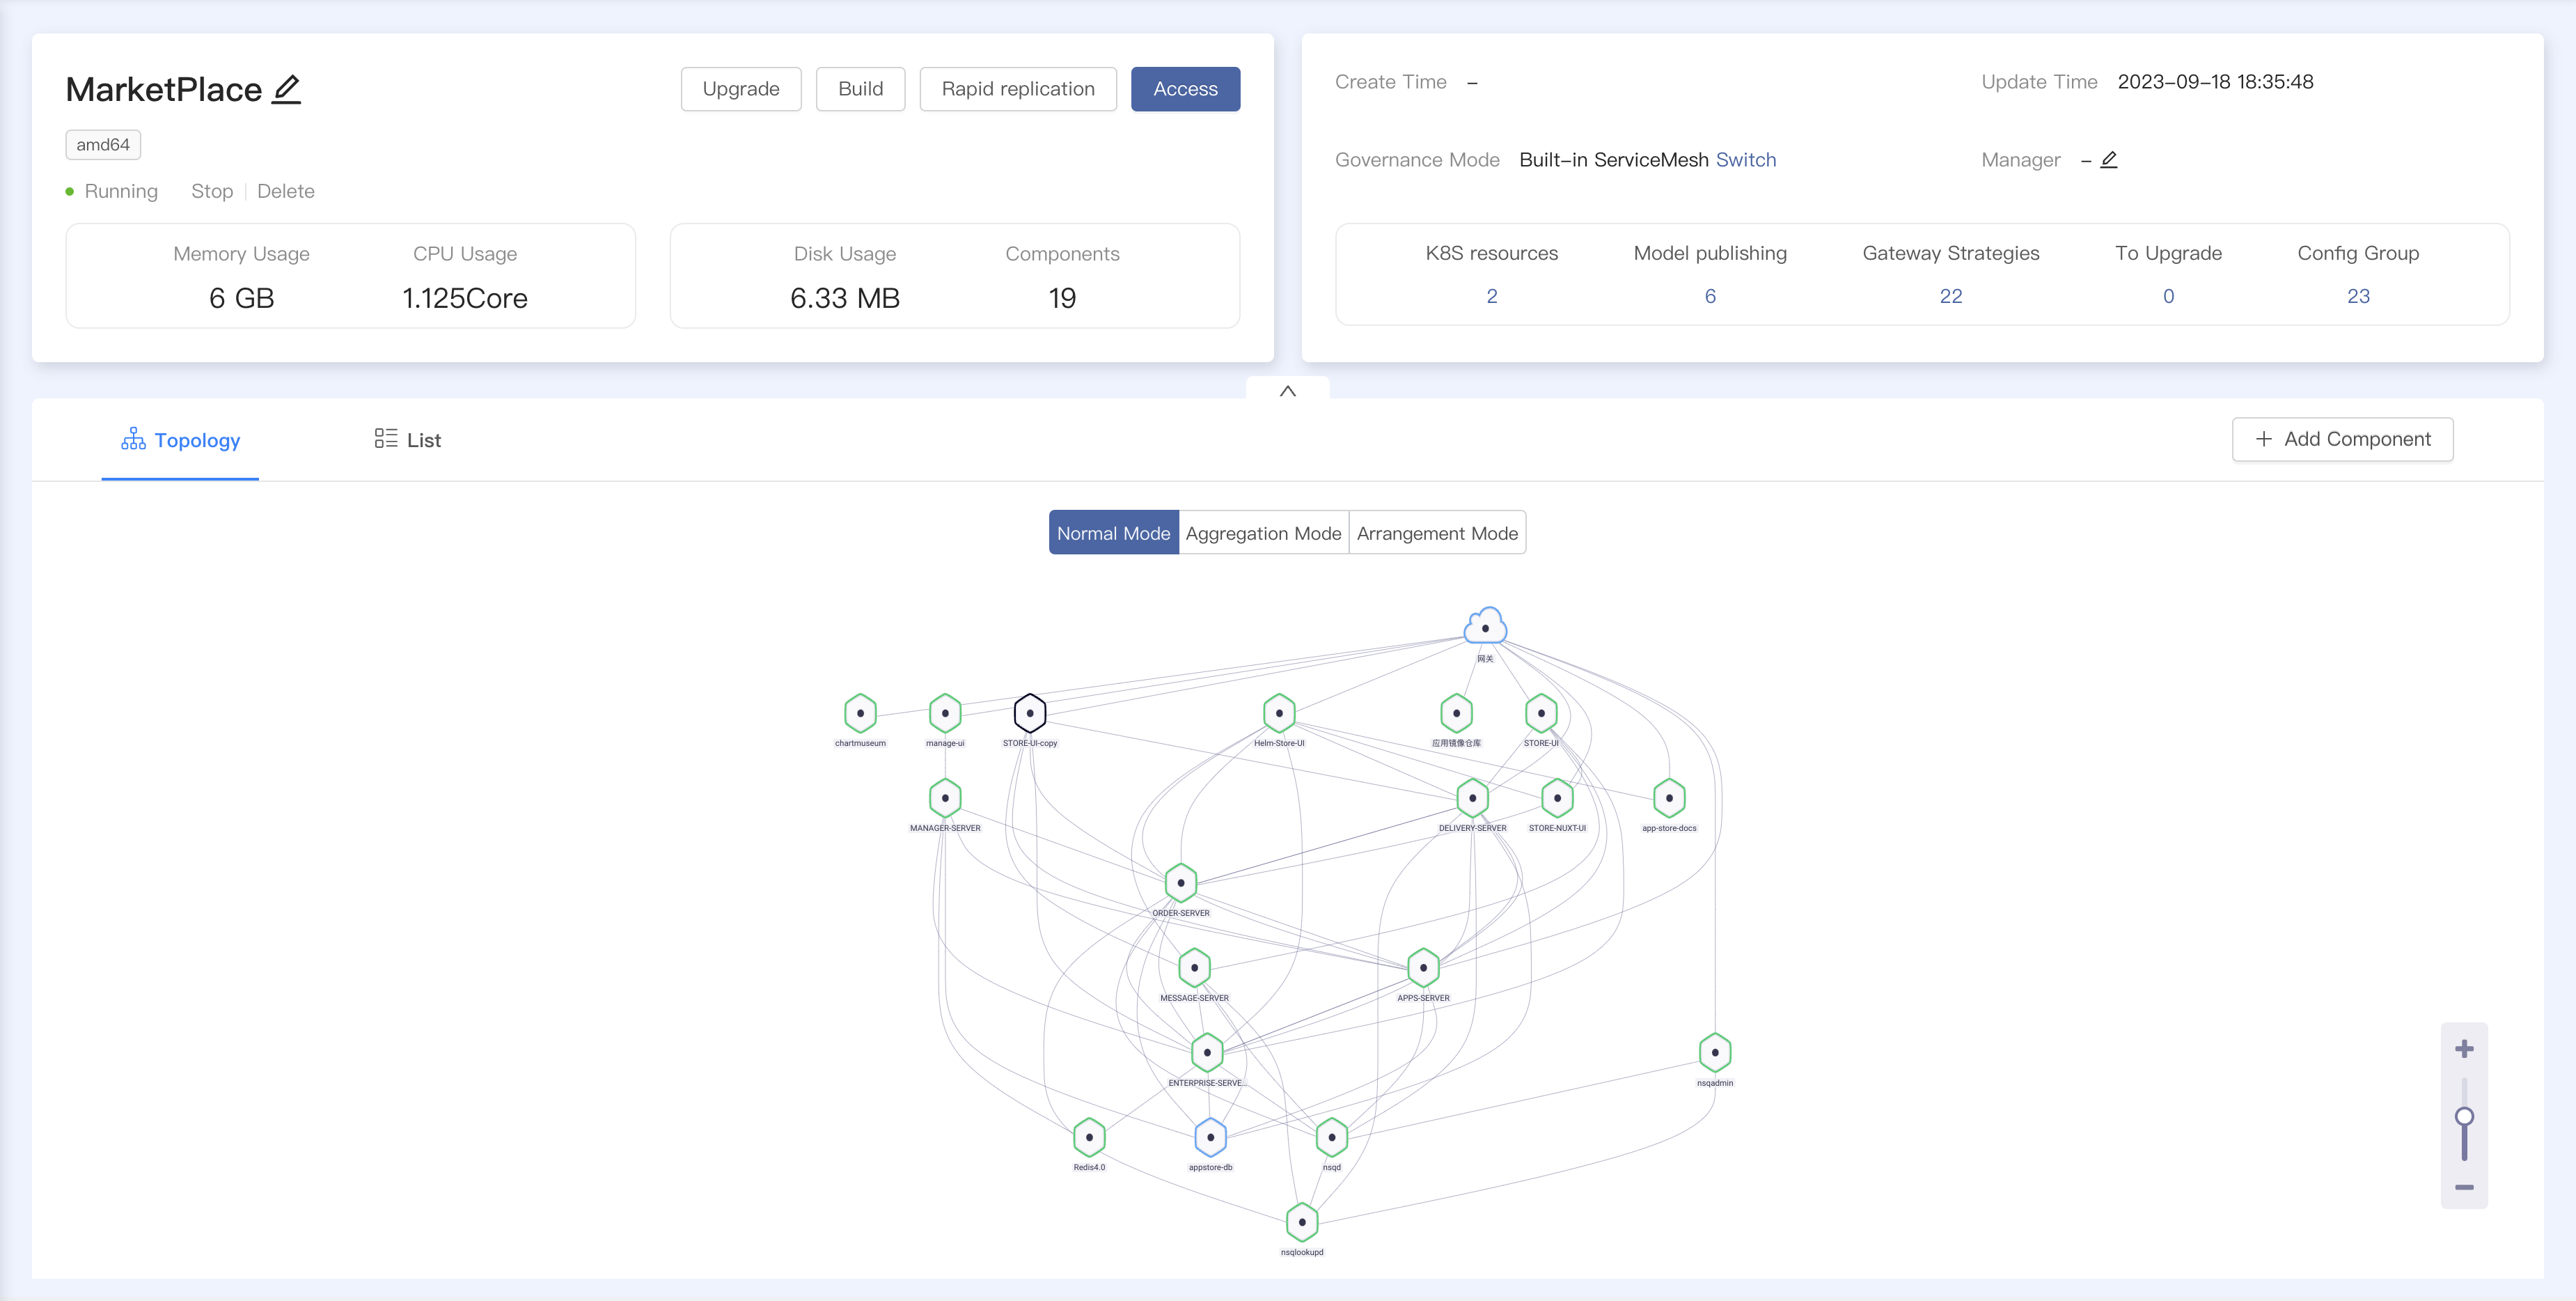 MarketPlace
Upgrade
Build
Rapid replication
Access
amd64
Running Stop Delete
Memory Usage CPU Usage
6 GB 1.125Core
Disk Usage Components
6.33 MB 19
Create Time –
Update Time 2023–09–18 18:35:48
Governance Mode Built–in ServiceMesh Switch
Manager –
K8S resources Model publishing Gateway Strategies To Upgrade Config Group
2 6 22 0 23
Topology
List
+ Add Component
Normal Mode Aggregation Mode Arrangement Mode
网关
chartmuseum
manage-ui
STORE-UI-copy
Helm-Store-UI
应用镜像仓库
STORE-UI
MANAGER-SERVER
DELIVERY-SERVER
STORE-NUXT-UI
app-store-docs
ORDER-SERVER
MESSAGE-SERVER
APPS-SERVER
ENTERPRISE-SERVE...
nsqadmin
Redis4.0
appstore-db
nsqd
nsqlookupd